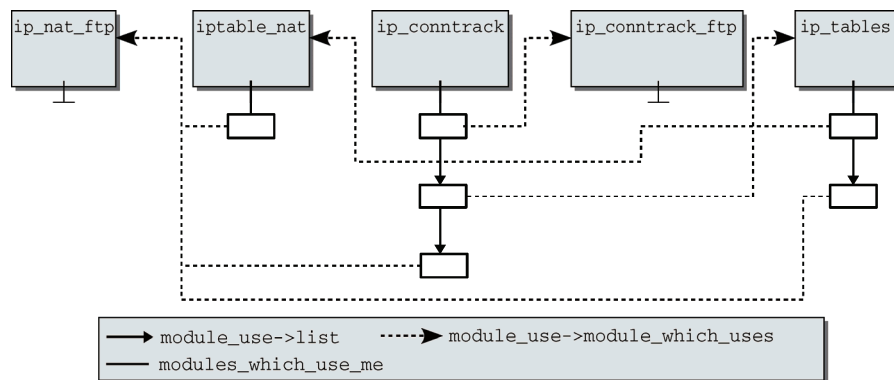 ip_nat_ftp iptable_nat ip_conntrack ip_conntrack_ftp ip_tables
module_use->list module_use->module_which_uses
modules_which_use_me